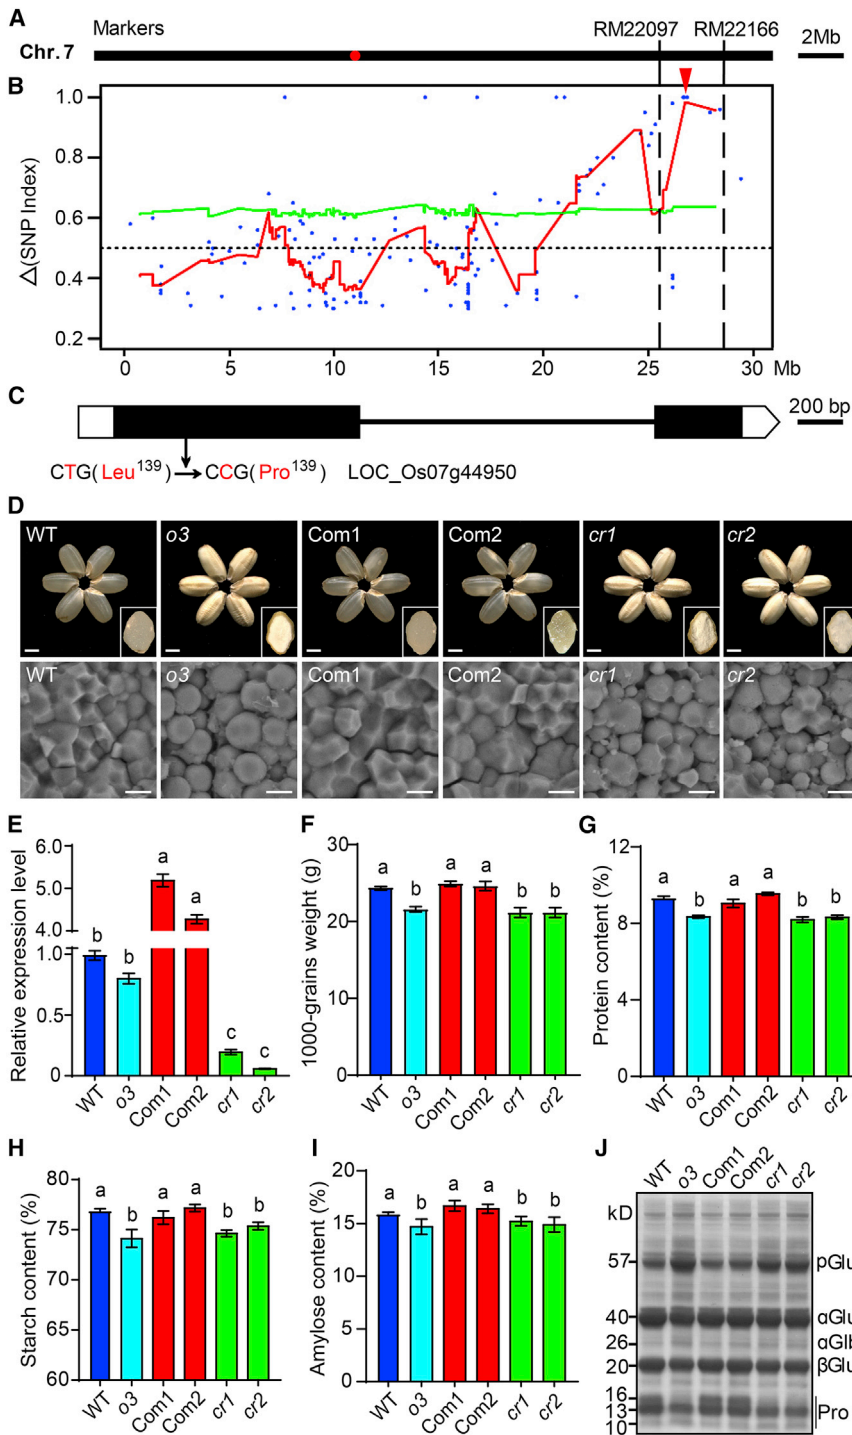 A
Markers
RM22097 RM22166
Chr. 7
2Mb
B
Δ(SNP Index)
1.0
0.8
0.6
0.4
0.2
0 5 10 15 20 25 30 Mb
C
200 bp
CTG(Leu139) CCG(Pro139) LOC_Os07g44950
D
WT o3 Com1 Com2 cr1 cr2
WT o3 Com1 Com2 cr1 cr2
E
Relative expression level
6.0
5.0
4.0
1.0
0.5
0
b b a a c c
WT o3 Com1 Com2 cr1 cr2
F
1000-grains weight (g)
30
20
10
0
a b a a b b
WT o3 Com1 Com2 cr1 cr2
G
Protein content (%)
12
8
4
0
a b a a b b
WT o3 Com1 Com2 cr1 cr2
H
Starch content (%)
80
75
70
65
60
a b a a b b
WT o3 Com1 Com2 cr1 cr2
I
Amylose content (%)
20
15
10
5
0
a b a a b b
WT o3 Com1 Com2 cr1 cr2
J
WT o3 Com1 Com2 cr1 cr2
kD
57 pGlu
40 αGlu
26 αGlb
20 βGlu
16
13 Pro
10